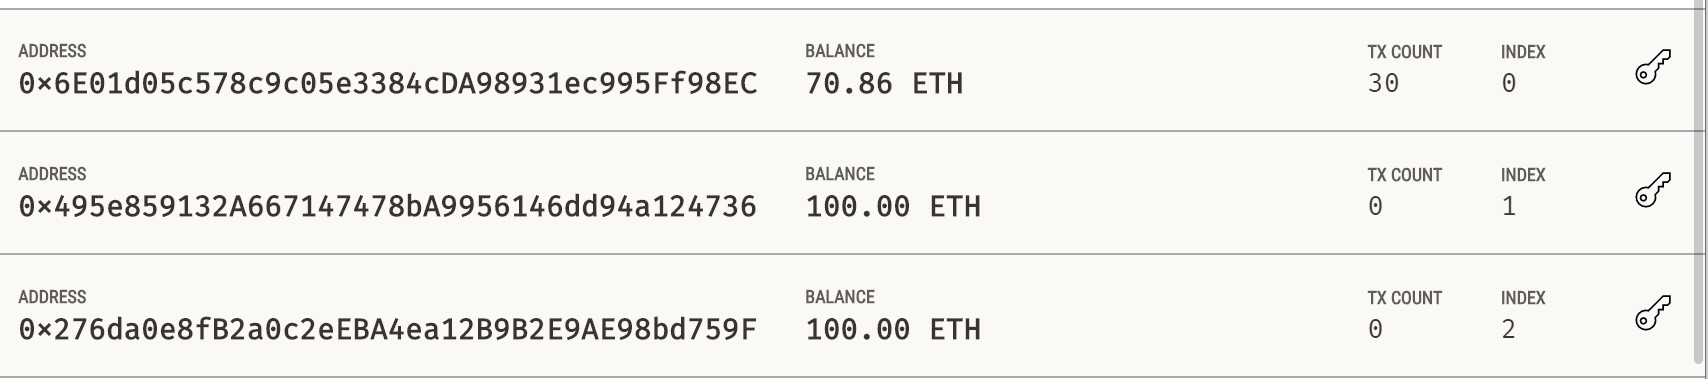 ADDRESS BALANCE TX COUNT INDEX
0×6E01d05c578c9c05e3384cDA98931ec995Ff98EC 70.86 ETH 30 0
ADDRESS BALANCE TX COUNT INDEX
0×495e859132A667147478bA9956146dd94a124736 100.00 ETH 0 1
ADDRESS BALANCE TX COUNT INDEX
0×276da0e8fB2a0c2eEBA4ea12B9B2E9AE98bd759F 100.00 ETH 0 2